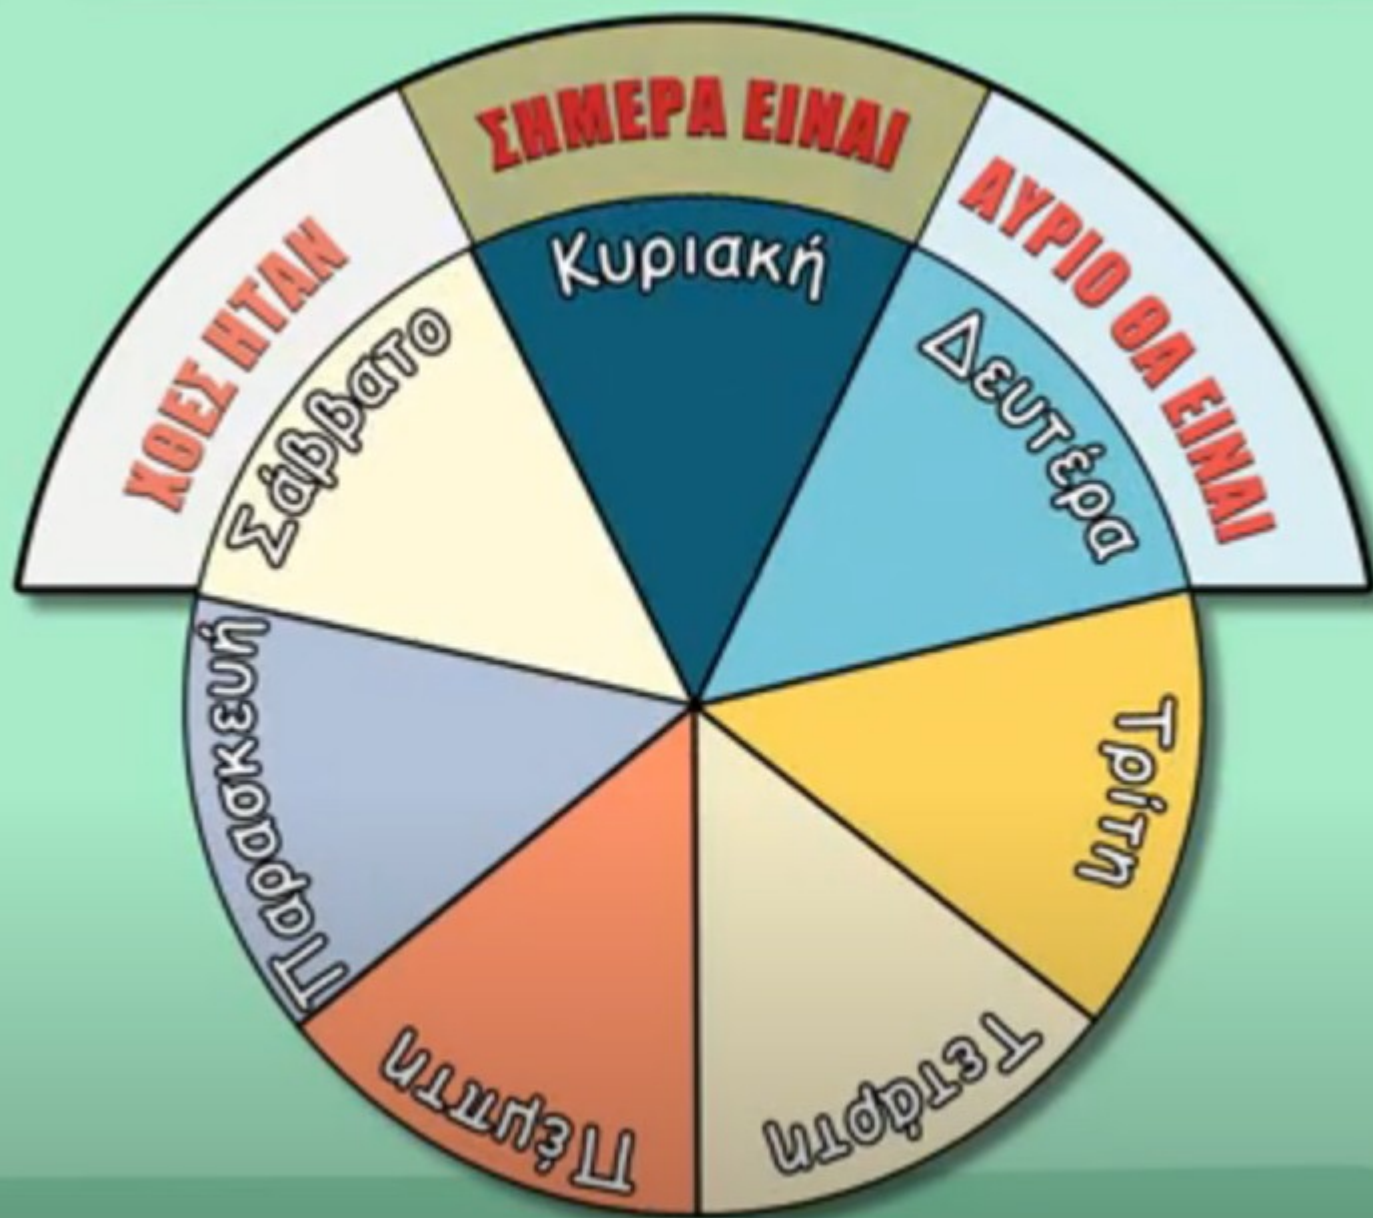 ΧΘΕΣ ΗΤΑΝ
ΣΗΜΕΡΑ ΕΙΝΑΙ
ΑΥΡΙΟ ΘΑ ΕΙΝΑΙ
Σάββατο
Κυριακή
Δευτέρα
Τρίτη
Τετάρτη
Πέμπτη
Παρασκευή